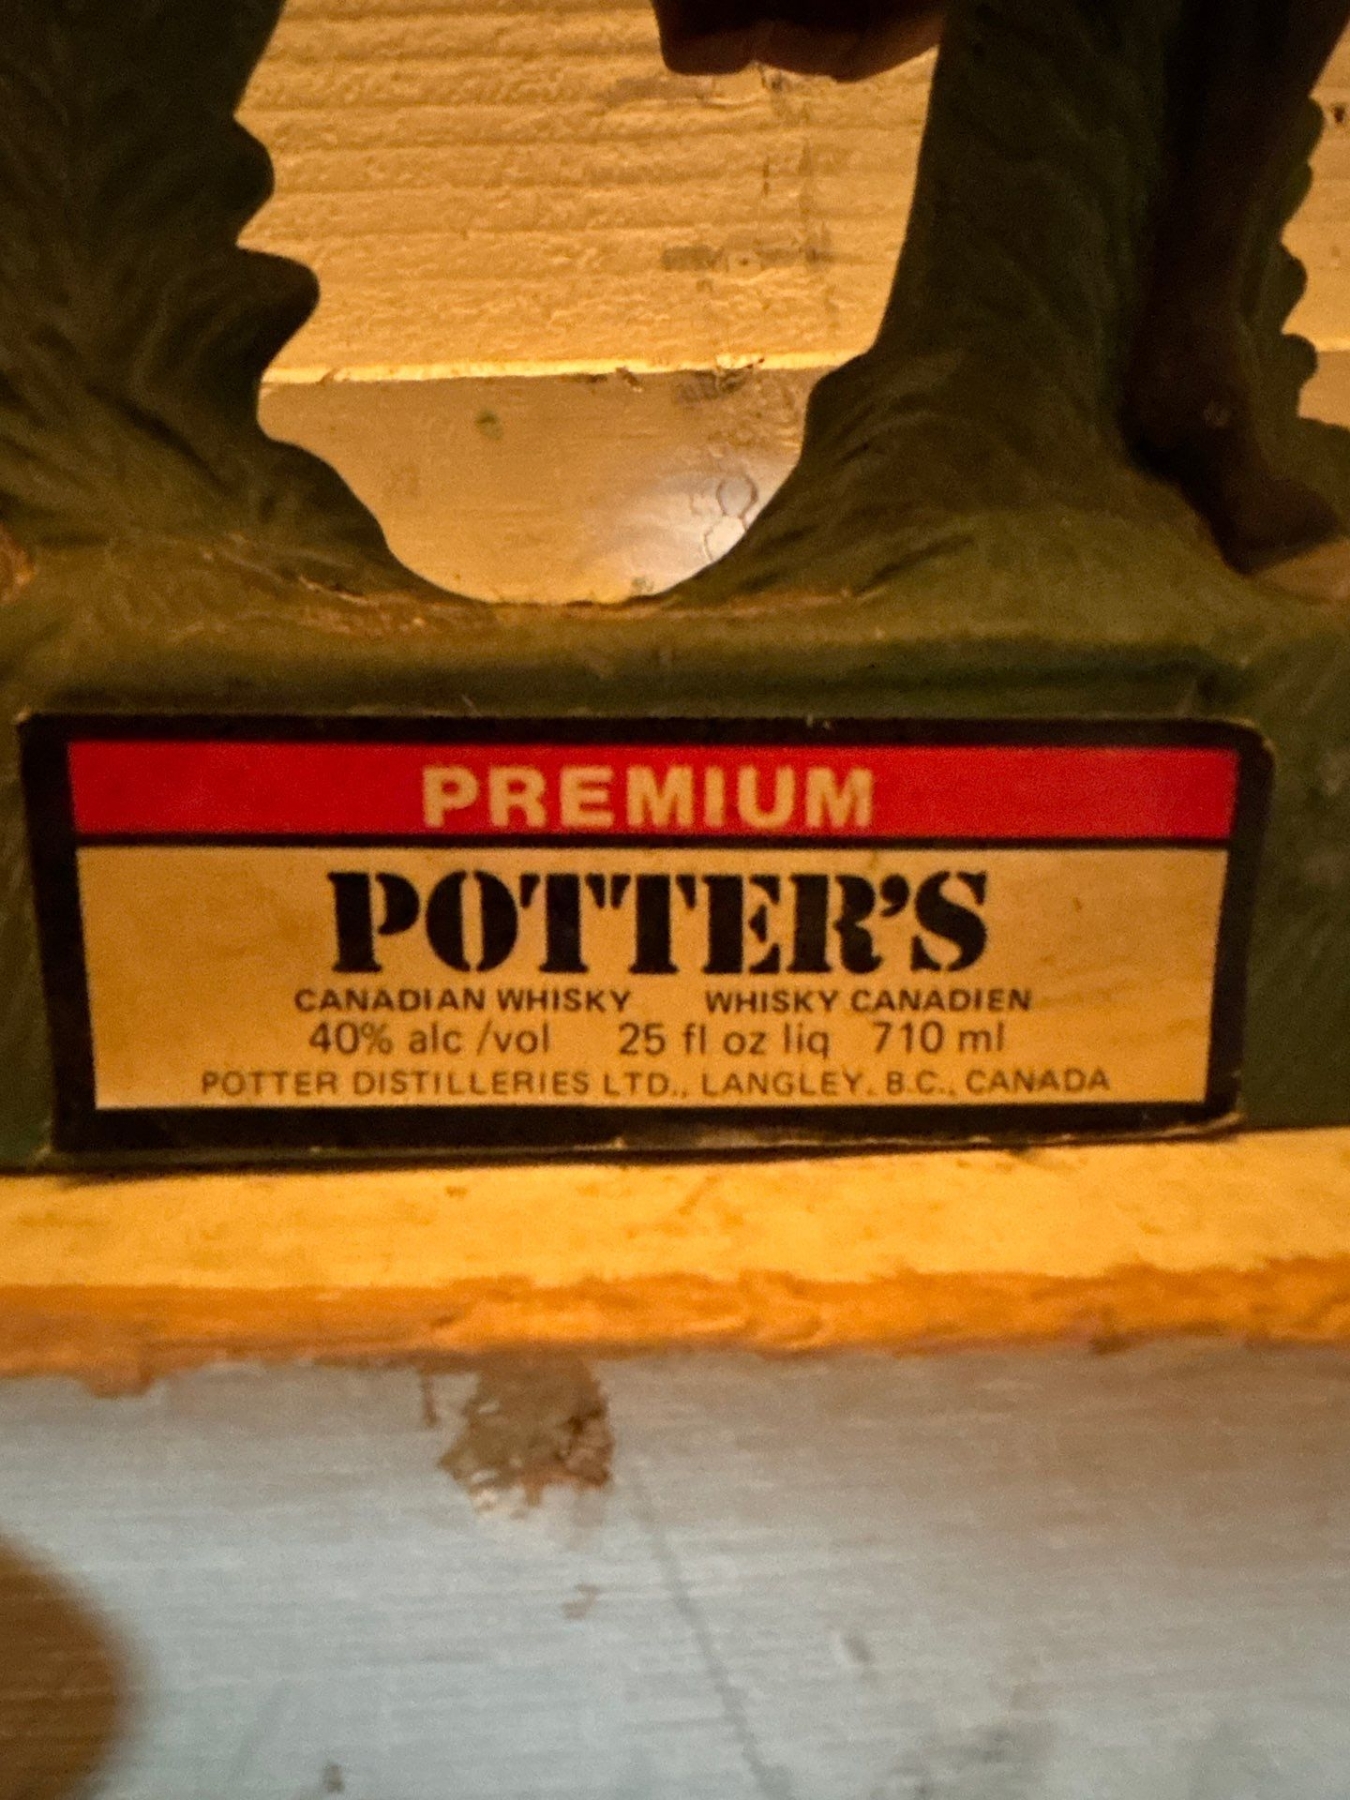 PREMIUM
POTTER'S
CANADIAN WHISKY WHISKY CANADIEN
40% alc /vol 25 fl oz liq 710 ml
POTTER DISTILLERIES LTD., LANGLEY, B.C., CANADA